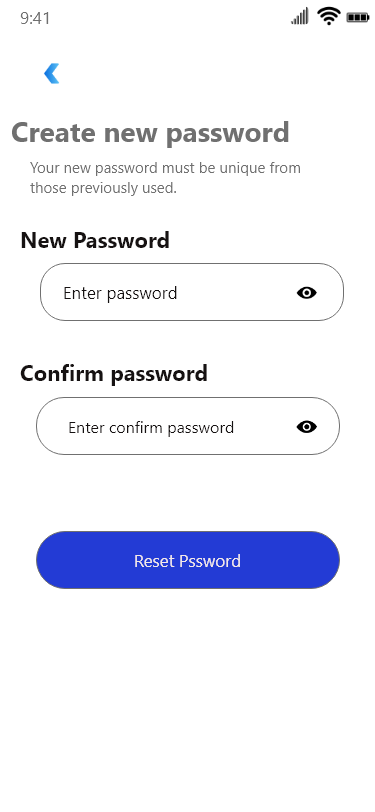 9:41
Create new password
Your new password must be unique from
those previously used.
New Password
Enter password
Confirm password
Enter confirm password
Reset Pssword